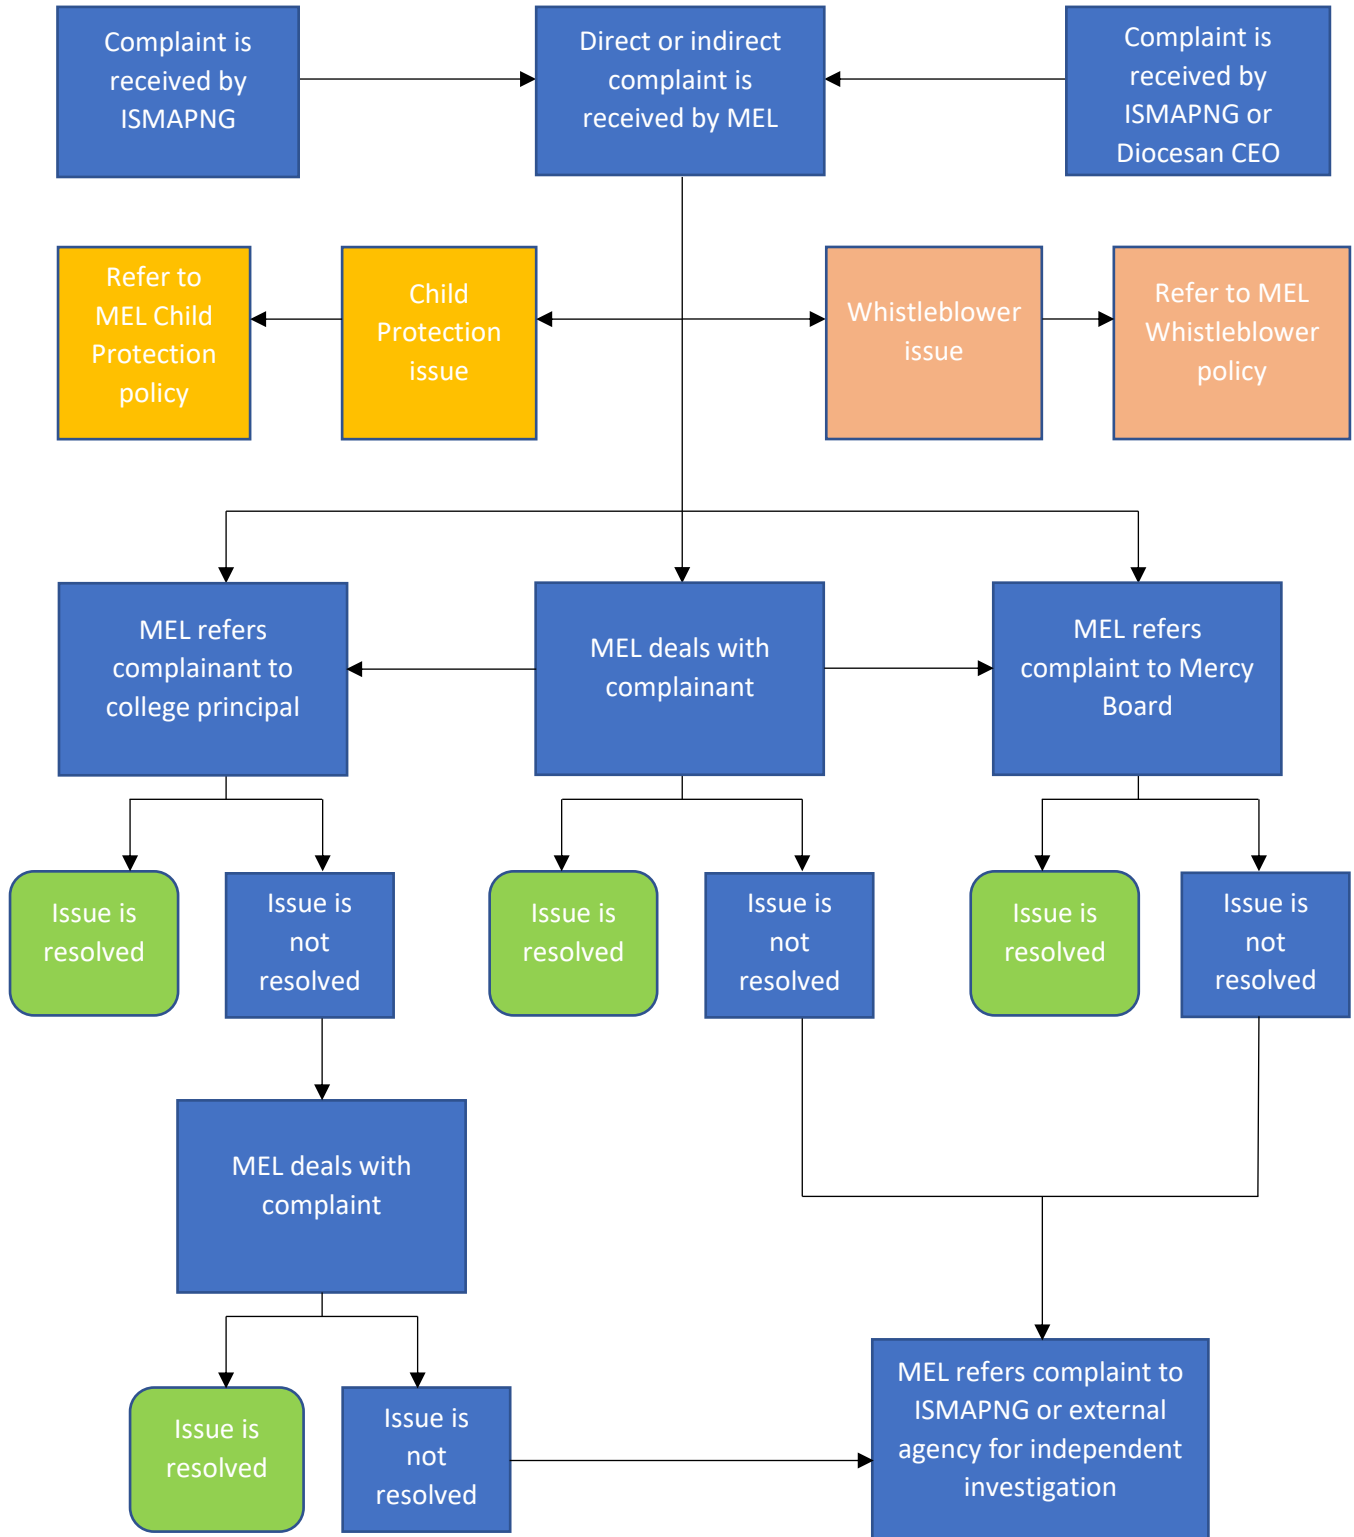 Complaint is
received by
ISMAPNG
Direct or indirect
complaint is
received by MEL
Complaint is
received by
ISMAPNG or
Diocesan CEO
Refer to
MEL Child
Protection
policy
Child
Protection
issue
Whistleblower
issue
Refer to MEL
Whistleblower
policy
MEL refers
complainant to
college principal
MEL deals with
complainant
MEL refers
complaint to Mercy
Board
Issue is
resolved
Issue is
not
resolved
Issue is
resolved
Issue is
not
resolved
Issue is
resolved
Issue is
not
resolved
MEL deals with
complaint
Issue is
resolved
Issue is
not
resolved
MEL refers complaint to
ISMAPNG or external
agency for independent
investigation